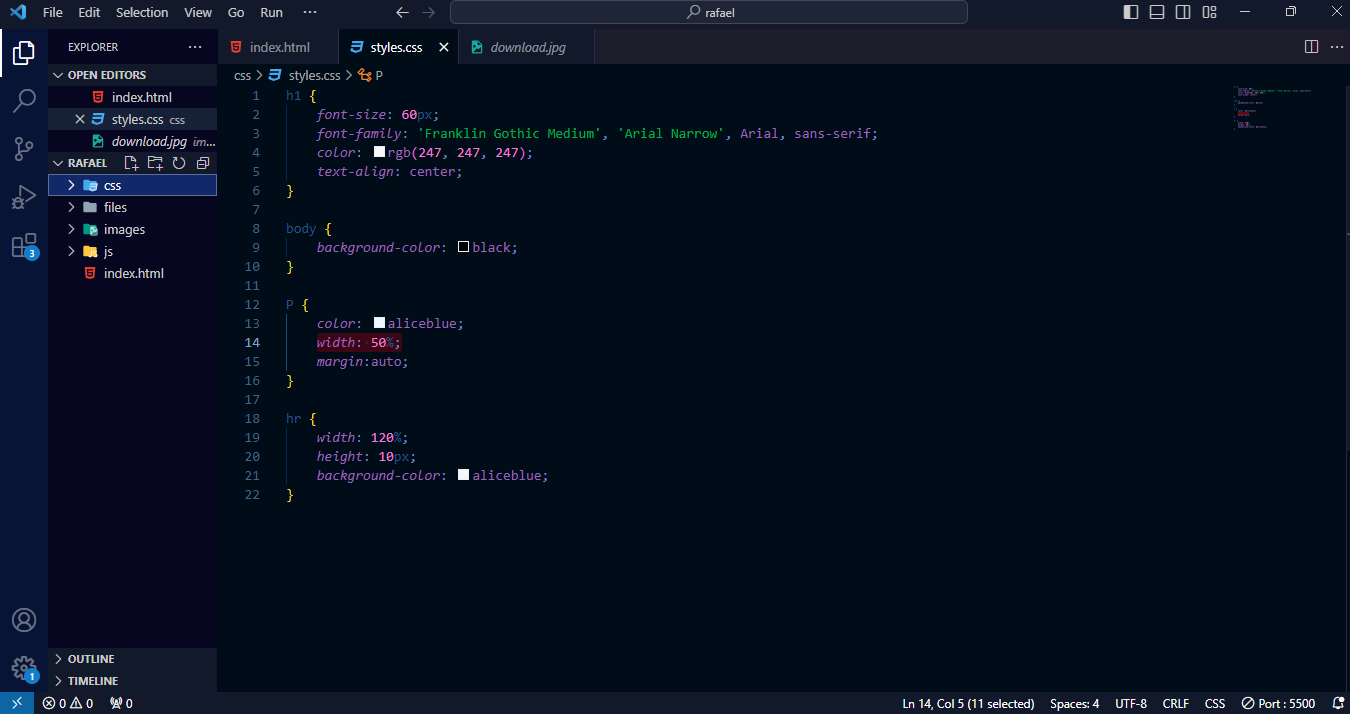 File Edit Selection View Go Run ··· rafael
EXPLORER ···
index.html styles.css download.jpg
OPEN EDITORS
index.html
styles.css css
download.jpg im...
RAFAEL
css
files
images
js
index.html
OUTLINE
TIMELINE
3
1
css > styles.css > P
1 h1 {
2 font-size: 60px;
3 font-family: 'Franklin Gothic Medium', 'Arial Narrow', Arial, sans-serif;
4 color: rgb(247, 247, 247);
5 text-align: center;
6 }
7
8 body {
9 background-color: black;
10 }
11
12 P {
13 color: aliceblue;
14 width: 50%;
15 margin:auto;
16 }
17
18 hr {
19 width: 120%;
20 height: 10px;
21 background-color: aliceblue;
22 }
0 0 0 Ln 14, Col 5 (11 selected) Spaces: 4 UTF-8 CRLF CSS Port : 5500